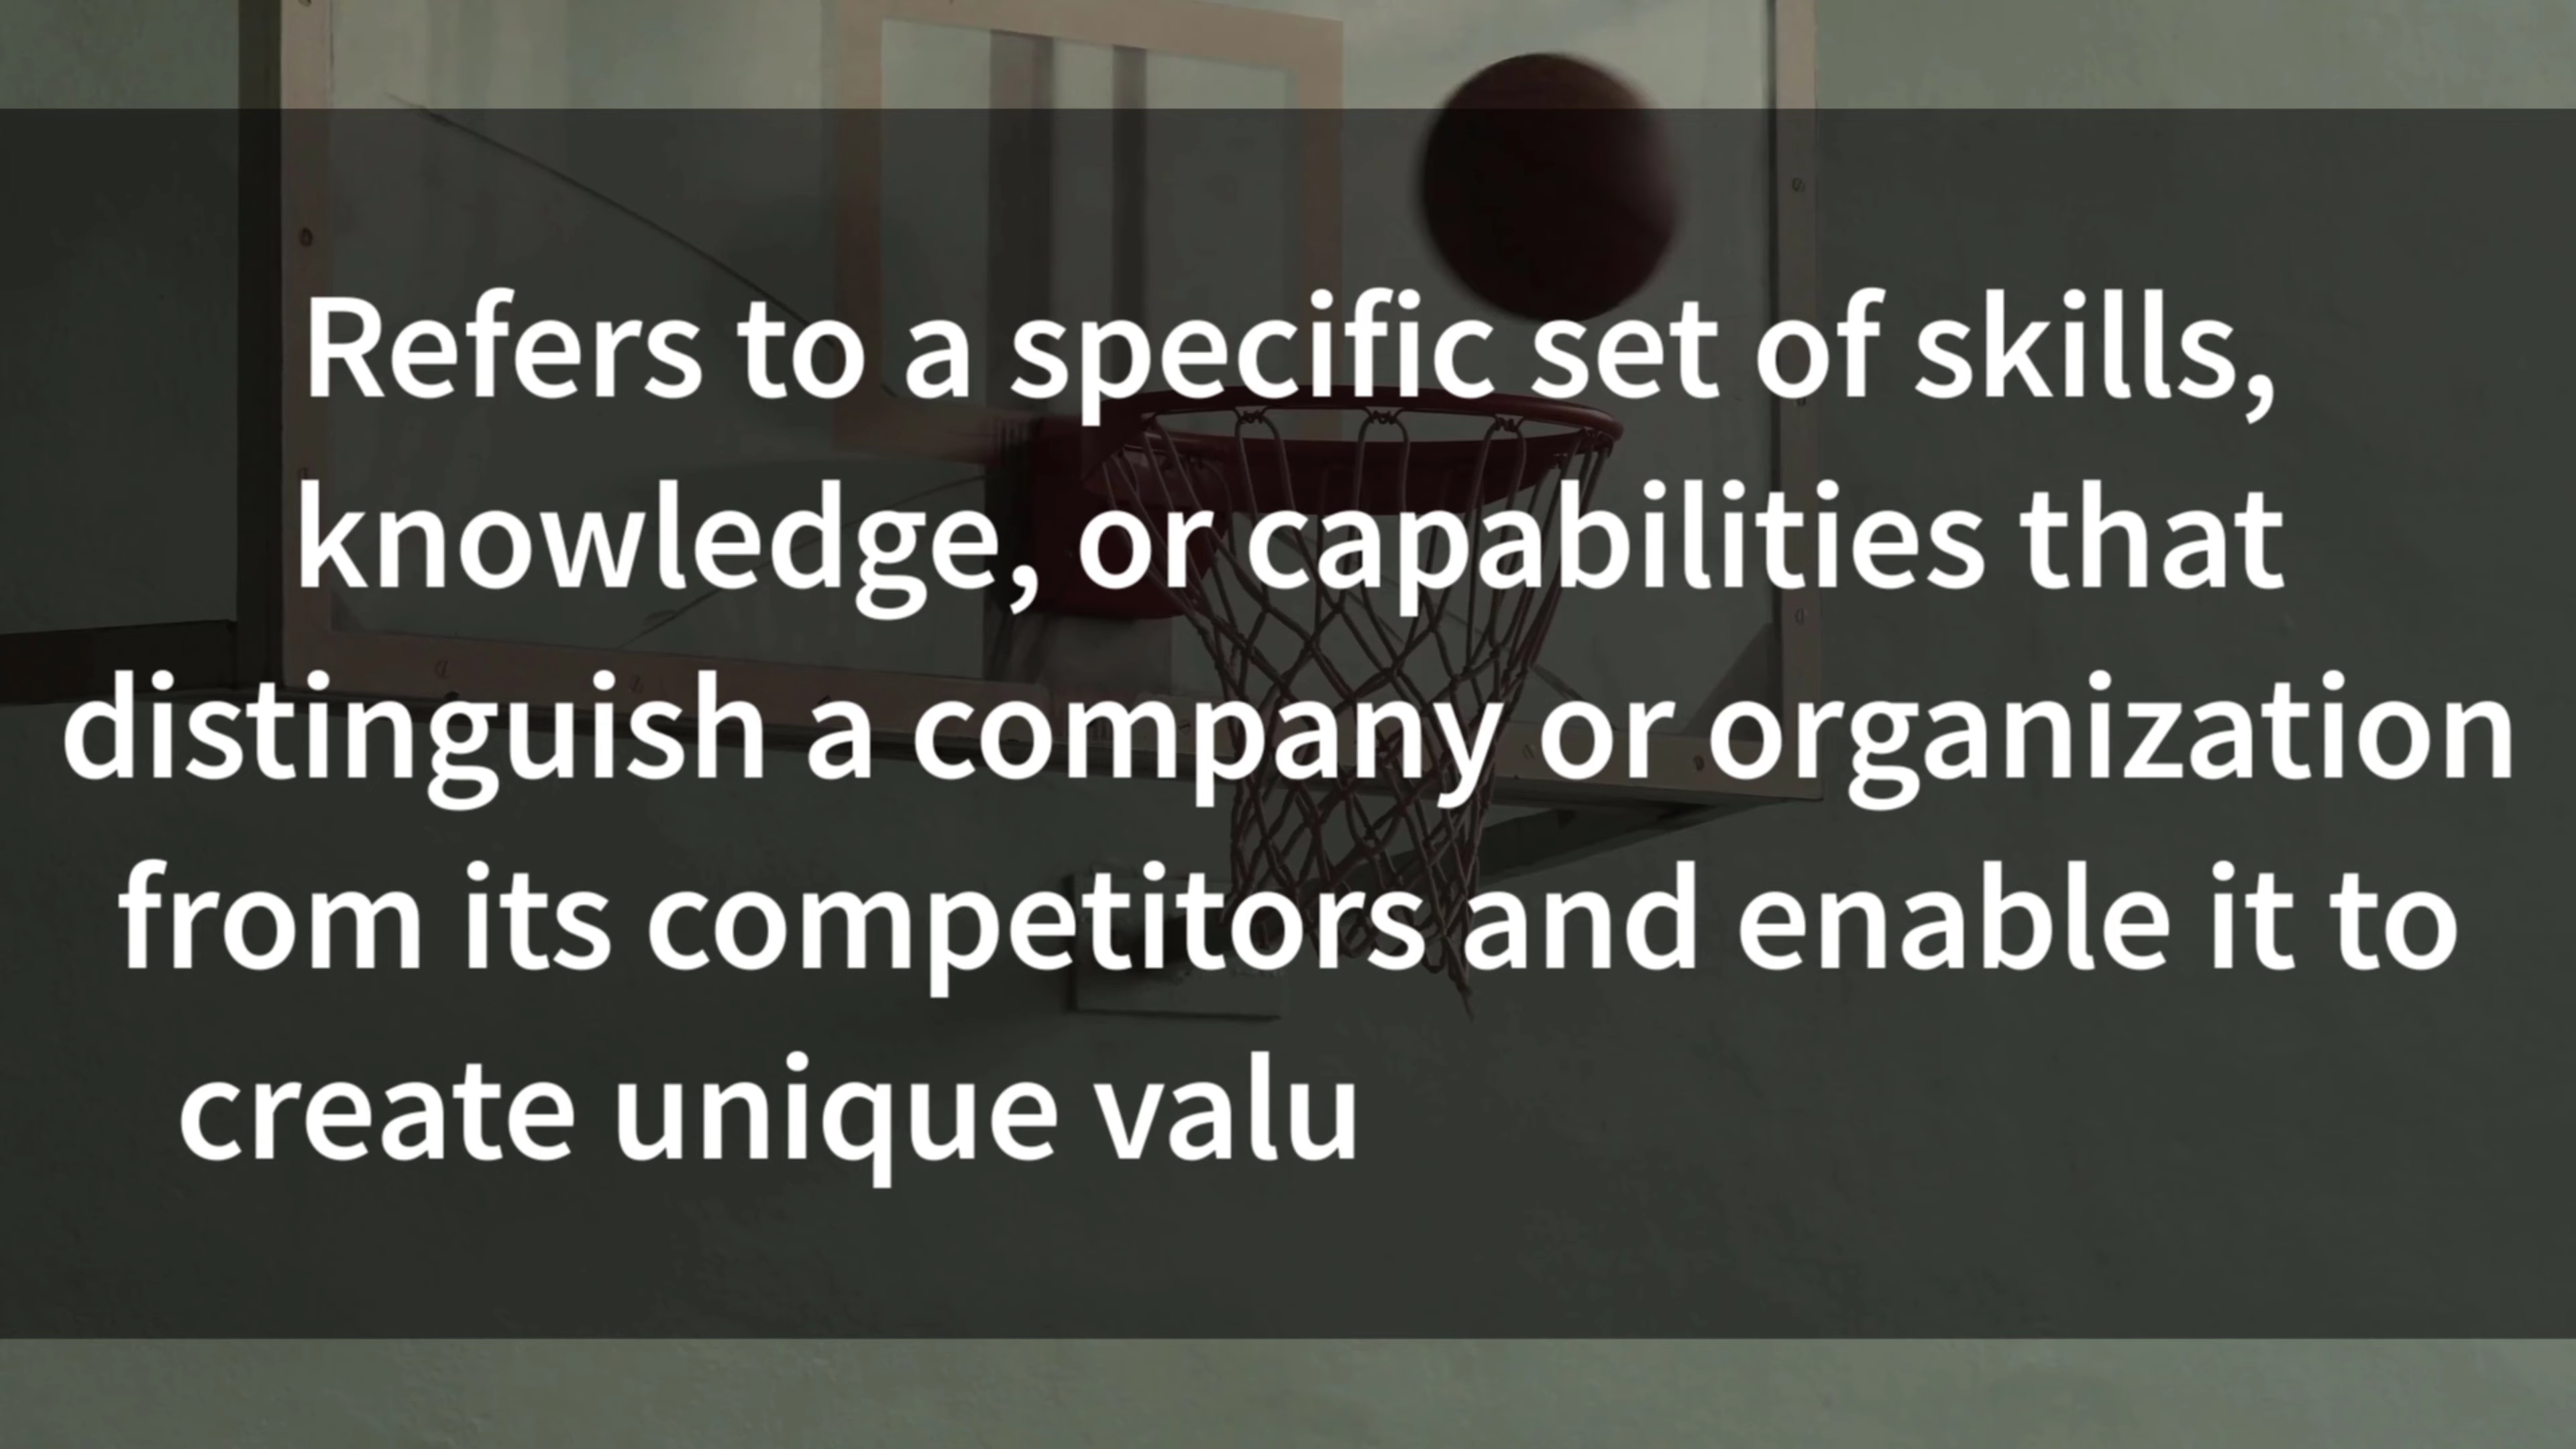 Refers to a specific set of skills,
knowledge, or capabilities that
distinguish a company or organization
from its competitors and enable it to
create unique valu